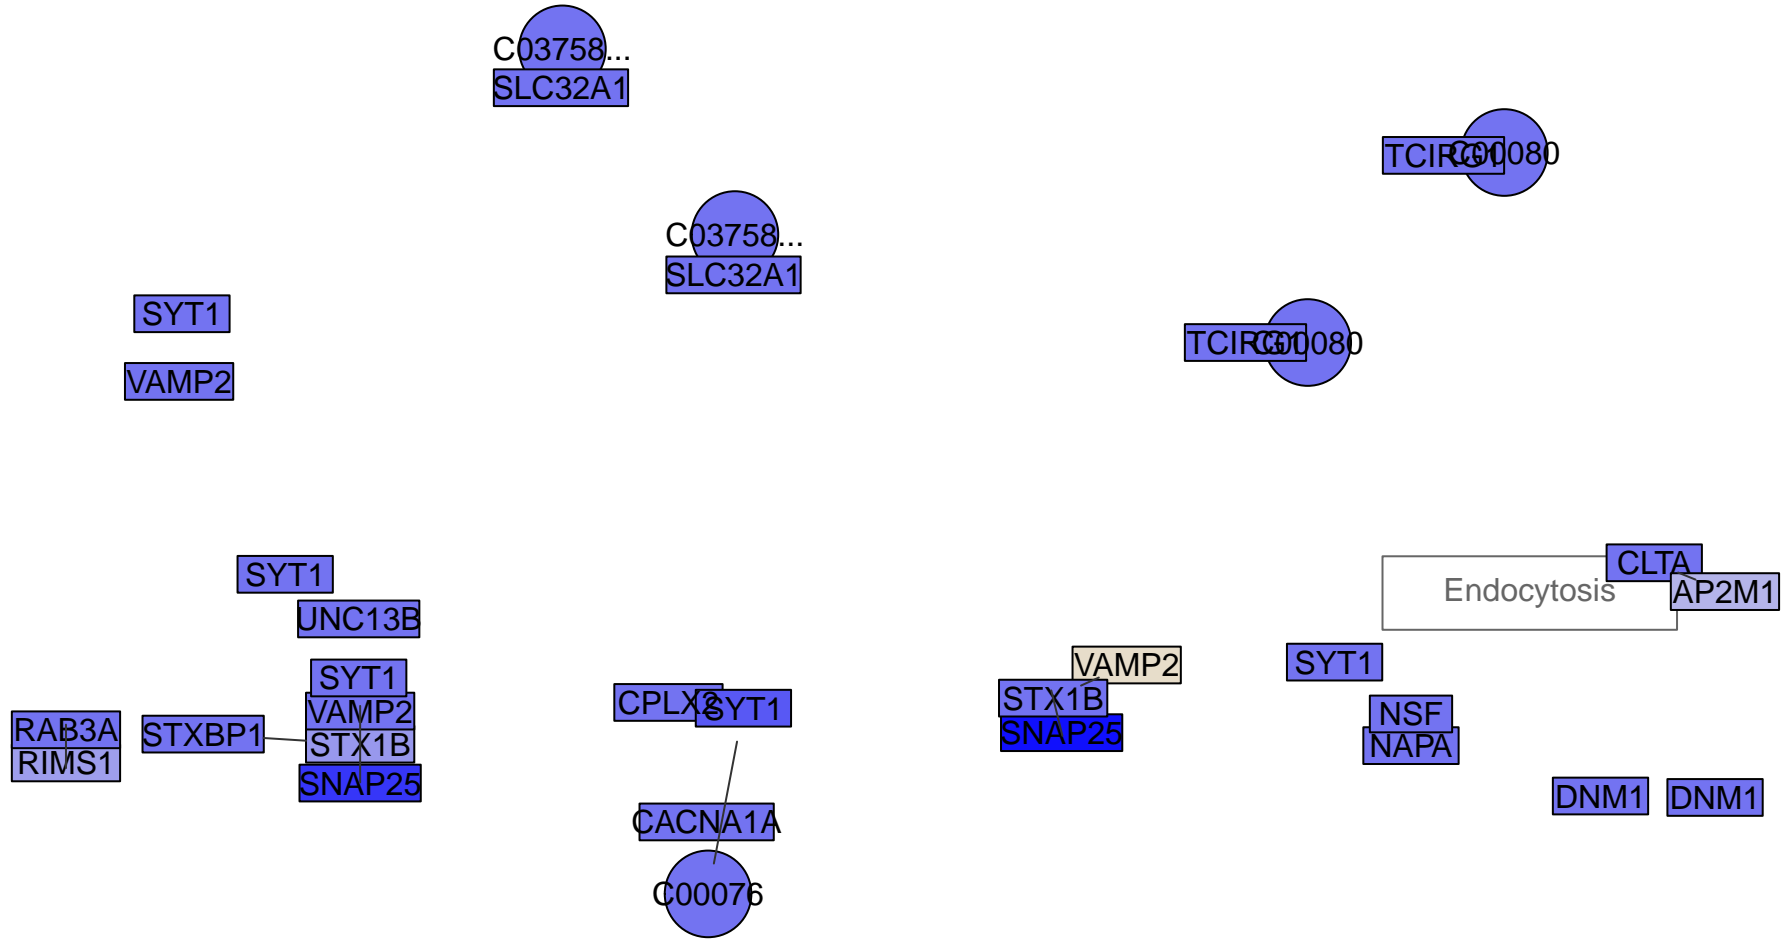 C03758...
SLC32A1
TCIRG1
C00080
C03758...
SLC32A1
SYT1
TCIRG1
C00080
VAMP2
SYT1
CLTA
Endocytosis
AP2M1
UNC13B
SYT1
VAMP2
SYT1
STX1B
CPLX2
SYT1
VAMP2
NSF
RAB3A
STXBP1
STX1B
SNAP25
NAPA
RIMS1
SNAP25
DNM1
DNM1
CACNA1A
C00076